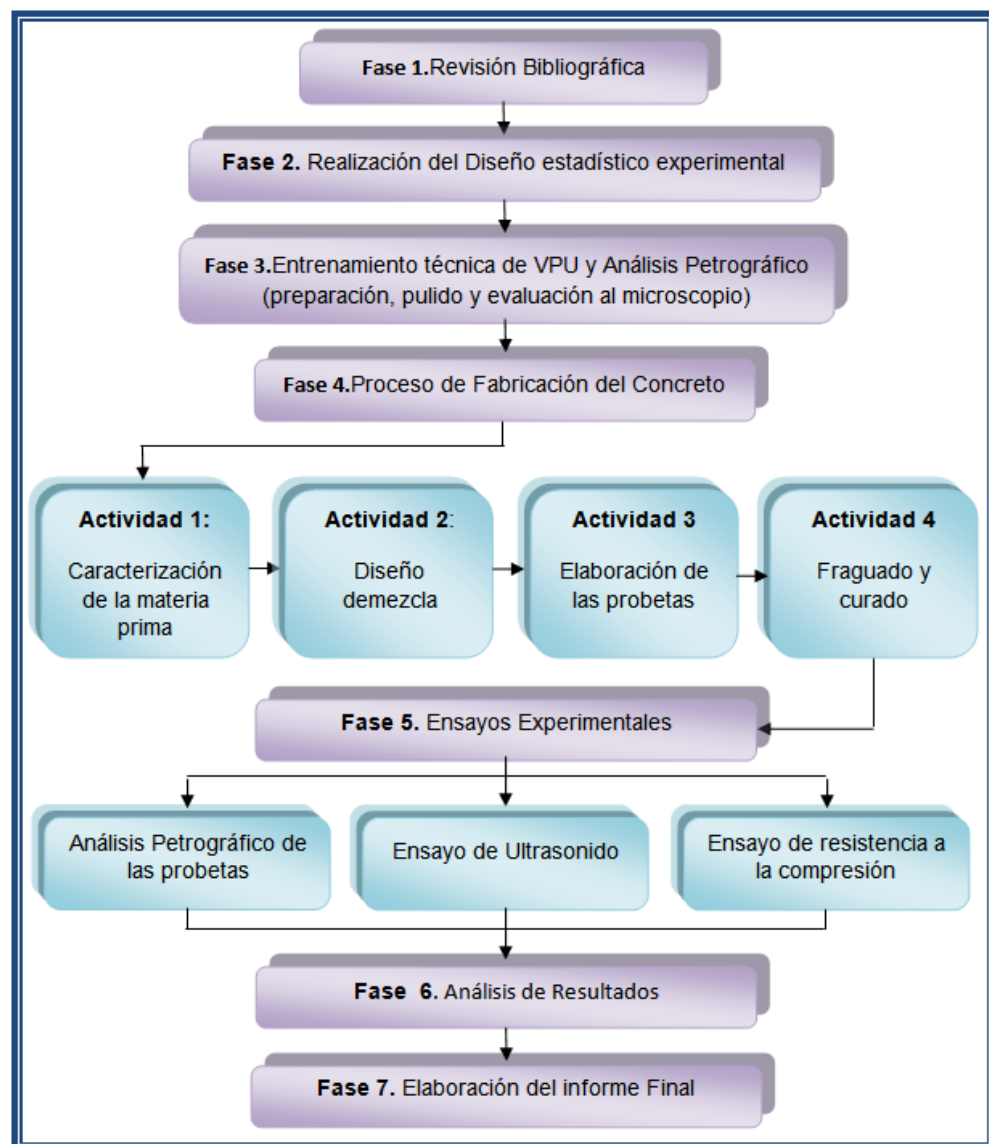 Fase 1.Revisión Bibliográfica
Fase 2. Realización del Diseño estadístico experimental
Fase 3.Entrenamiento técnica de VPU y Análisis Petrográfico
(preparación, pulido y evaluación al microscopio)
Fase 4.Proceso de Fabricación del Concreto
Actividad 1:
Caracterización
de la materia
prima
Actividad 2:
Diseño
demezcla
Actividad 3
Elaboración de
las probetas
Actividad 4
Fraguado y
curado
Fase 5. Ensayos Experimentales
Análisis Petrográfico de
las probetas
Ensayo de Ultrasonido
Ensayo de resistencia a
la compresión
Fase 6. Análisis de Resultados
Fase 7. Elaboración del informe Final